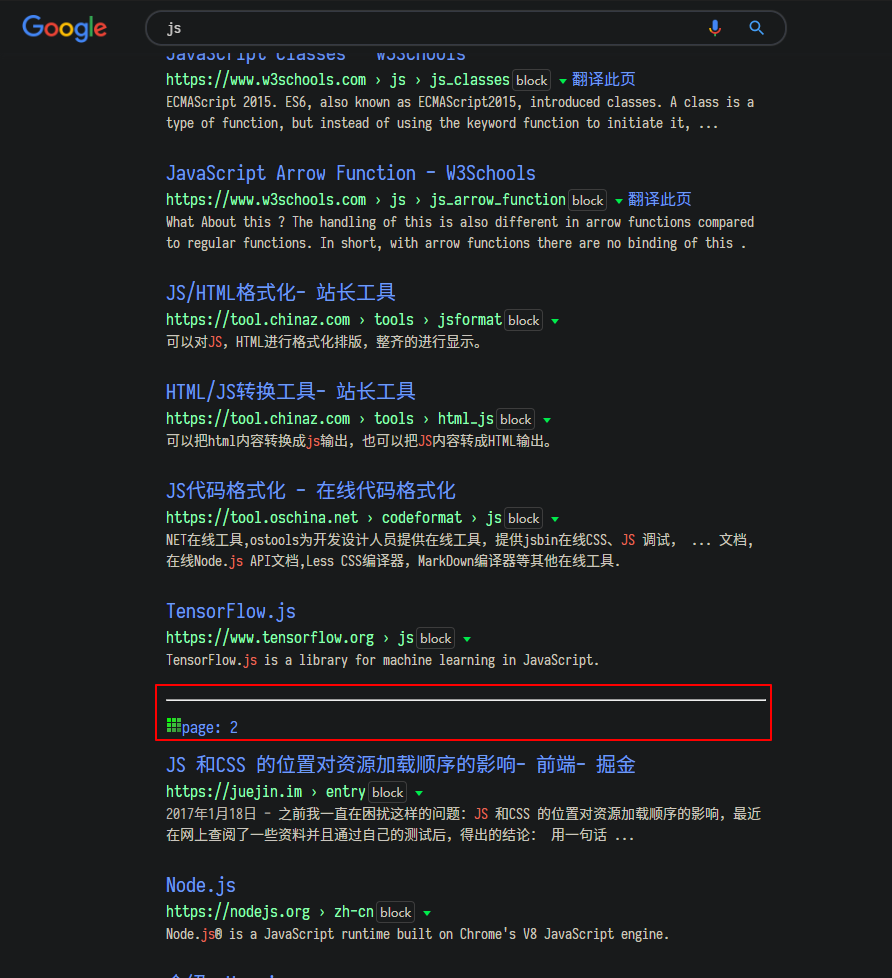 Google
js
JavaScript Classes - W3Schools
https://www.w3schools.com › js › js_classes block 翻译此页
ECMAScript 2015. ES6, also known as ECMAScript2015, introduced classes. A class is a
type of function, but instead of using the keyword function to initiate it, ...
JavaScript Arrow Function - W3Schools
https://www.w3schools.com › js › js_arrow_function block 翻译此页
What About this ? The handling of this is also different in arrow functions compared
to regular functions. In short, with arrow functions there are no binding of this .
JS/HTML格式化- 站长工具
https://tool.chinaz.com › tools › jsformat block
可以对JS，HTML进行格式化排版，整齐的进行显示。
HTML/JS转换工具- 站长工具
https://tool.chinaz.com › tools › html_js block
可以把html内容转换成js输出，也可以把JS内容转成HTML输出。
JS代码格式化 - 在线代码格式化
https://tool.oschina.net › codeformat › js block
NET在线工具,ostools为开发设计人员提供在线工具，提供jsbin在线CSS、JS 调试， ... 文档,
在线Node.js API文档,Less CSS编译器，MarkDown编译器等其他在线工具.
TensorFlow.js
https://www.tensorflow.org › js block
TensorFlow.js is a library for machine learning in JavaScript.
page: 2
JS 和CSS 的位置对资源加载顺序的影响- 前端- 掘金
https://juejin.im › entry block
2017年1月18日 - 之前我一直在困扰这样的问题：JS 和CSS 的位置对资源加载顺序的影响，最近
在网上查阅了一些资料并且通过自己的测试后，得出的结论： 用一句话 ...
Node.js
https://nodejs.org › zh-cn block
Node.js® is a JavaScript runtime built on Chrome's V8 JavaScript engine.